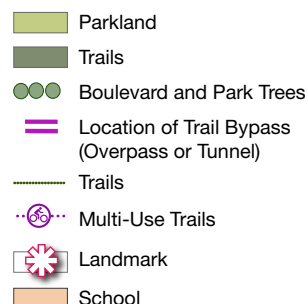 Parkland
Trails
Boulevard and Park Trees
Location of Trail Bypass
(Overpass or Tunnel)
Trails
Multi-Use Trails
Landmark
School